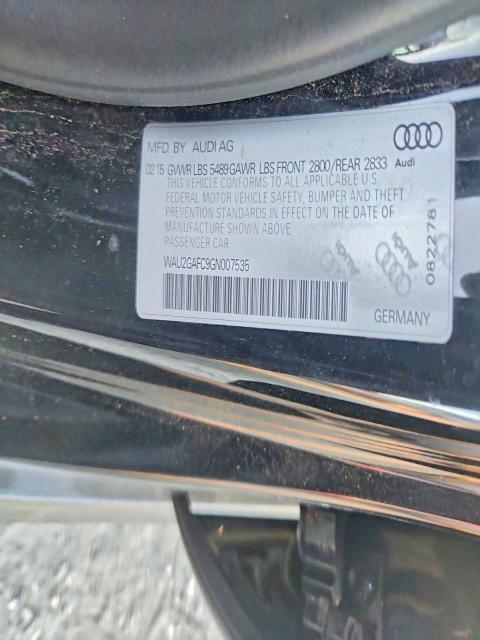 MFD BY AUDI AG
02·15 GVWR LBS 5489 GAWR LBS FRONT 2800/REAR 2833
Audi
THIS VEHICLE CONFORMS TO ALL APPLICABLE U.S.
FEDERAL MOTOR VEHICLE SAFETY, BUMPER AND THEFT
PREVENTION STANDARDS IN EFFECT ON THE DATE OF
MANUFACTURE SHOWN ABOVE
PASSENGER CAR
WAU2GAFC9GN007535
Audi
Audi
0822781
GERMANY